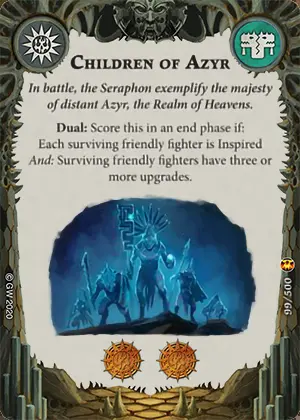 CHILDREN OF AZYR
In battle, the Seraphon exemplify the majesty
of distant Azyr, the Realm of Heavens.
Dual: Score this in an end phase if:
Each surviving friendly fighter is Inspired
And: Surviving friendly fighters have three or
more upgrades.
© GW 2020
99/500